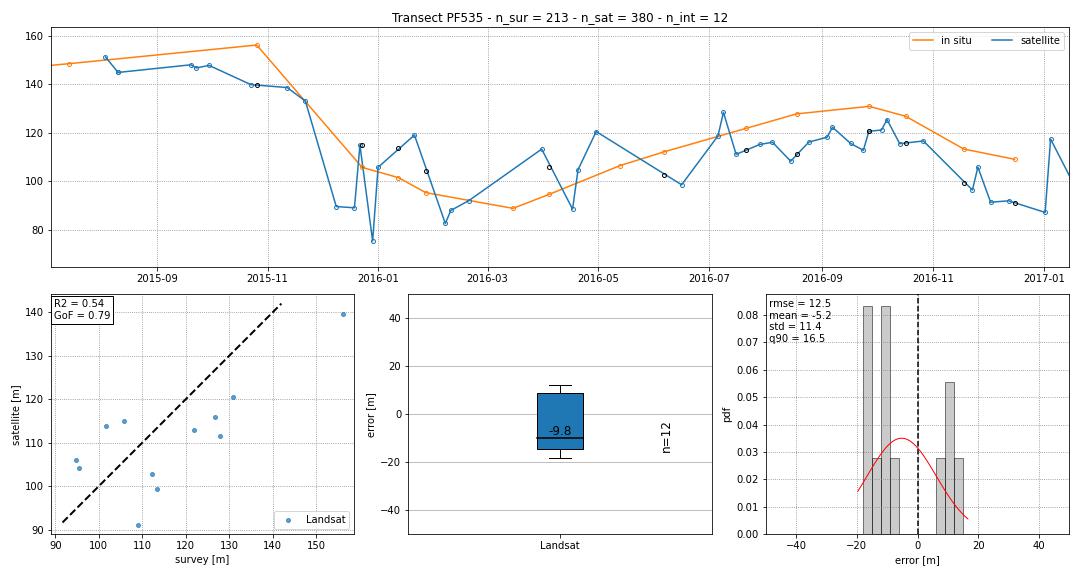 Transect PF535 - n_sur = 213 - n_sat = 380 - n_int = 12
160
140
120
100
80
in situ
satellite
2015-09
2015-11
2016-01
2016-03
2016-05
2016-07
2016-09
2016-11
2017-01
R2 = 0.54
GoF = 0.79
satellite [m]
140
130
120
110
100
90
Landsat
90
100
110
120
130
140
150
survey [m]
error [m]
40
20
0
−20
−40
-9.8
n=12
Landsat
rmse = 12.5
mean = -5.2
std = 11.4
q90 = 16.5
pdf
0.08
0.07
0.06
0.05
0.04
0.03
0.02
0.01
0.00
−40
−20
0
20
40
error [m]